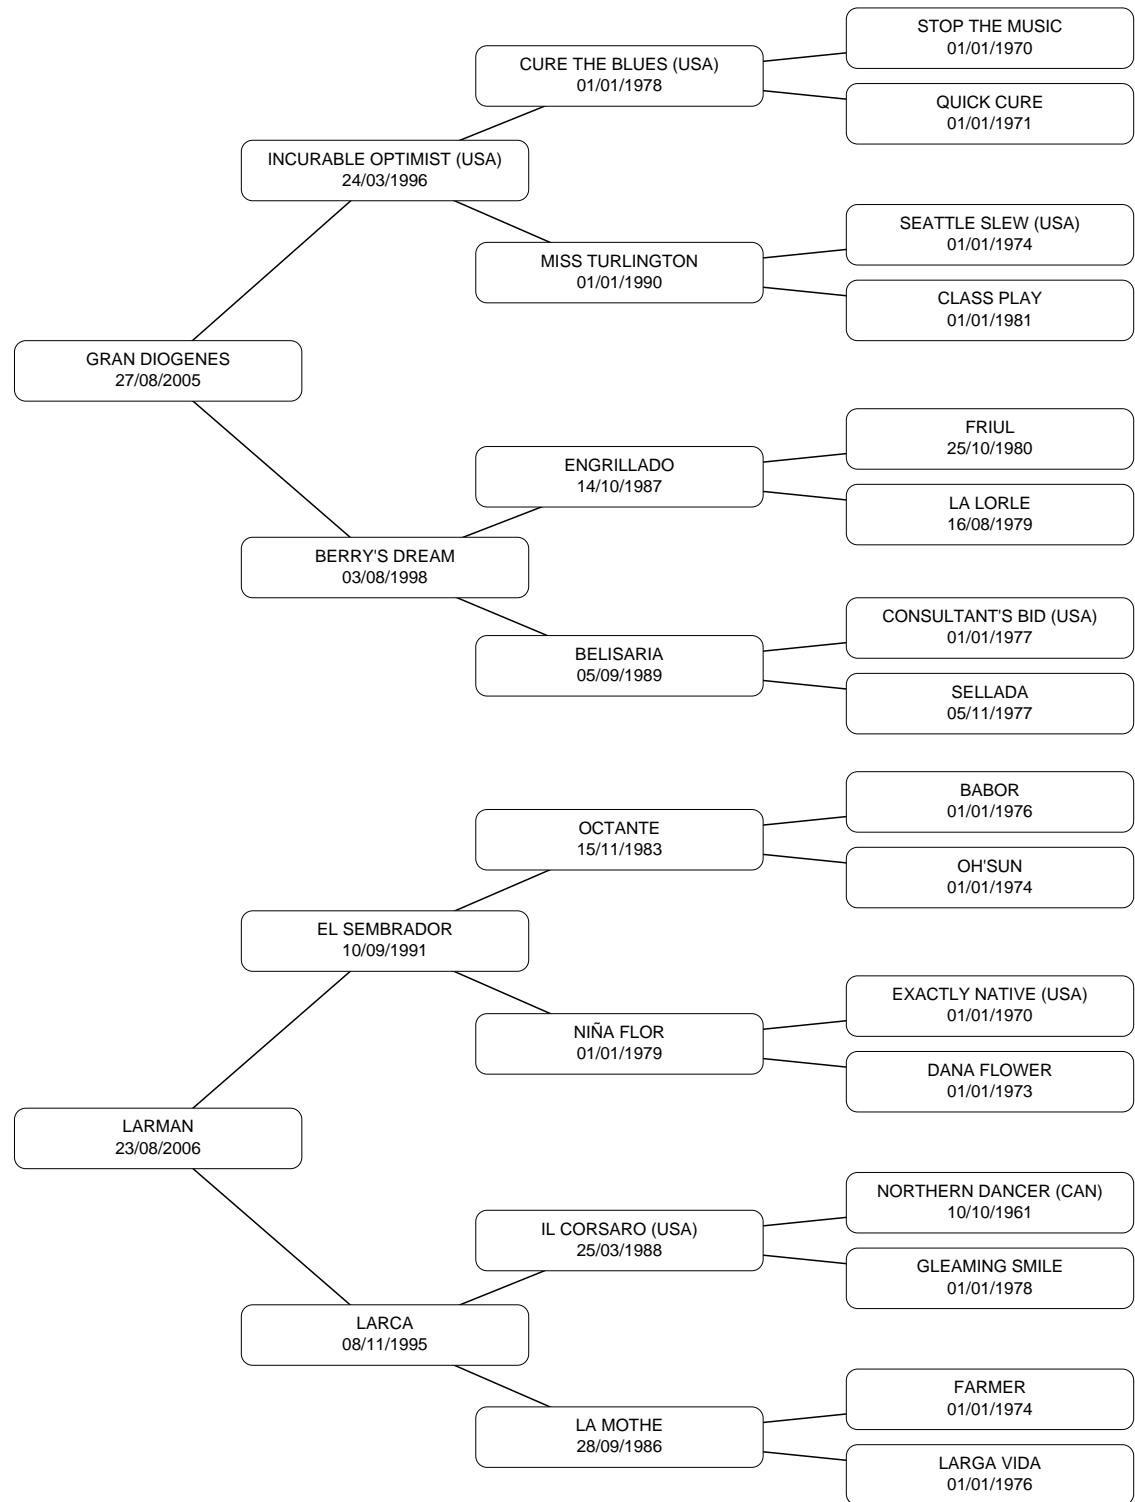 STOP THE MUSIC
01/01/1970
CURE THE BLUES (USA)
01/01/1978
QUICK CURE
01/01/1971
INCURABLE OPTIMIST (USA)
24/03/1996
SEATTLE SLEW (USA)
01/01/1974
MISS TURLINGTON
01/01/1990
CLASS PLAY
01/01/1981
GRAN DIOGENES
27/08/2005
FRIUL
25/10/1980
ENGRILLADO
14/10/1987
LA LORLE
16/08/1979
BERRY'S DREAM
03/08/1998
CONSULTANT'S BID (USA)
01/01/1977
BELISARIA
05/09/1989
SELLADA
05/11/1977
BABOR
01/01/1976
OCTANTE
15/11/1983
OH'SUN
01/01/1974
EL SEMBRADOR
10/09/1991
EXACTLY NATIVE (USA)
01/01/1970
NIÑA FLOR
01/01/1979
DANA FLOWER
01/01/1973
LARMAN
23/08/2006
NORTHERN DANCER (CAN)
10/10/1961
IL CORSARO (USA)
25/03/1988
GLEAMING SMILE
01/01/1978
LARCA
08/11/1995
FARMER
01/01/1974
LA MOTHE
28/09/1986
LARGA VIDA
01/01/1976